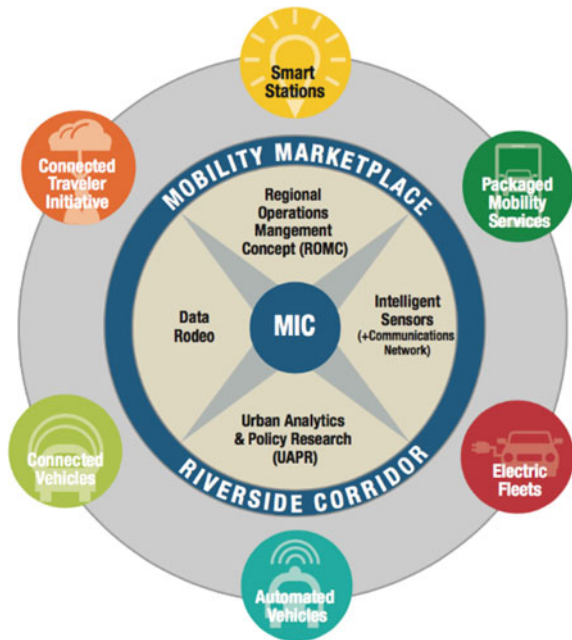 Smart
Stations
Connected
Traveler
Initiative
Packaged
Mobility
Services
MOBILITY MARKETPLACE
Regional
Operations
Mangement
Concept (ROMC)
Data
Rodeo
MIC
Intelligent
Sensors
(+Communications
Network)
Urban Analytics
& Policy Research
(UAPR)
RIVERSIDE CORRIDOR
Connected
Vehicles
Electric
Fleets
Automated
Vehicles